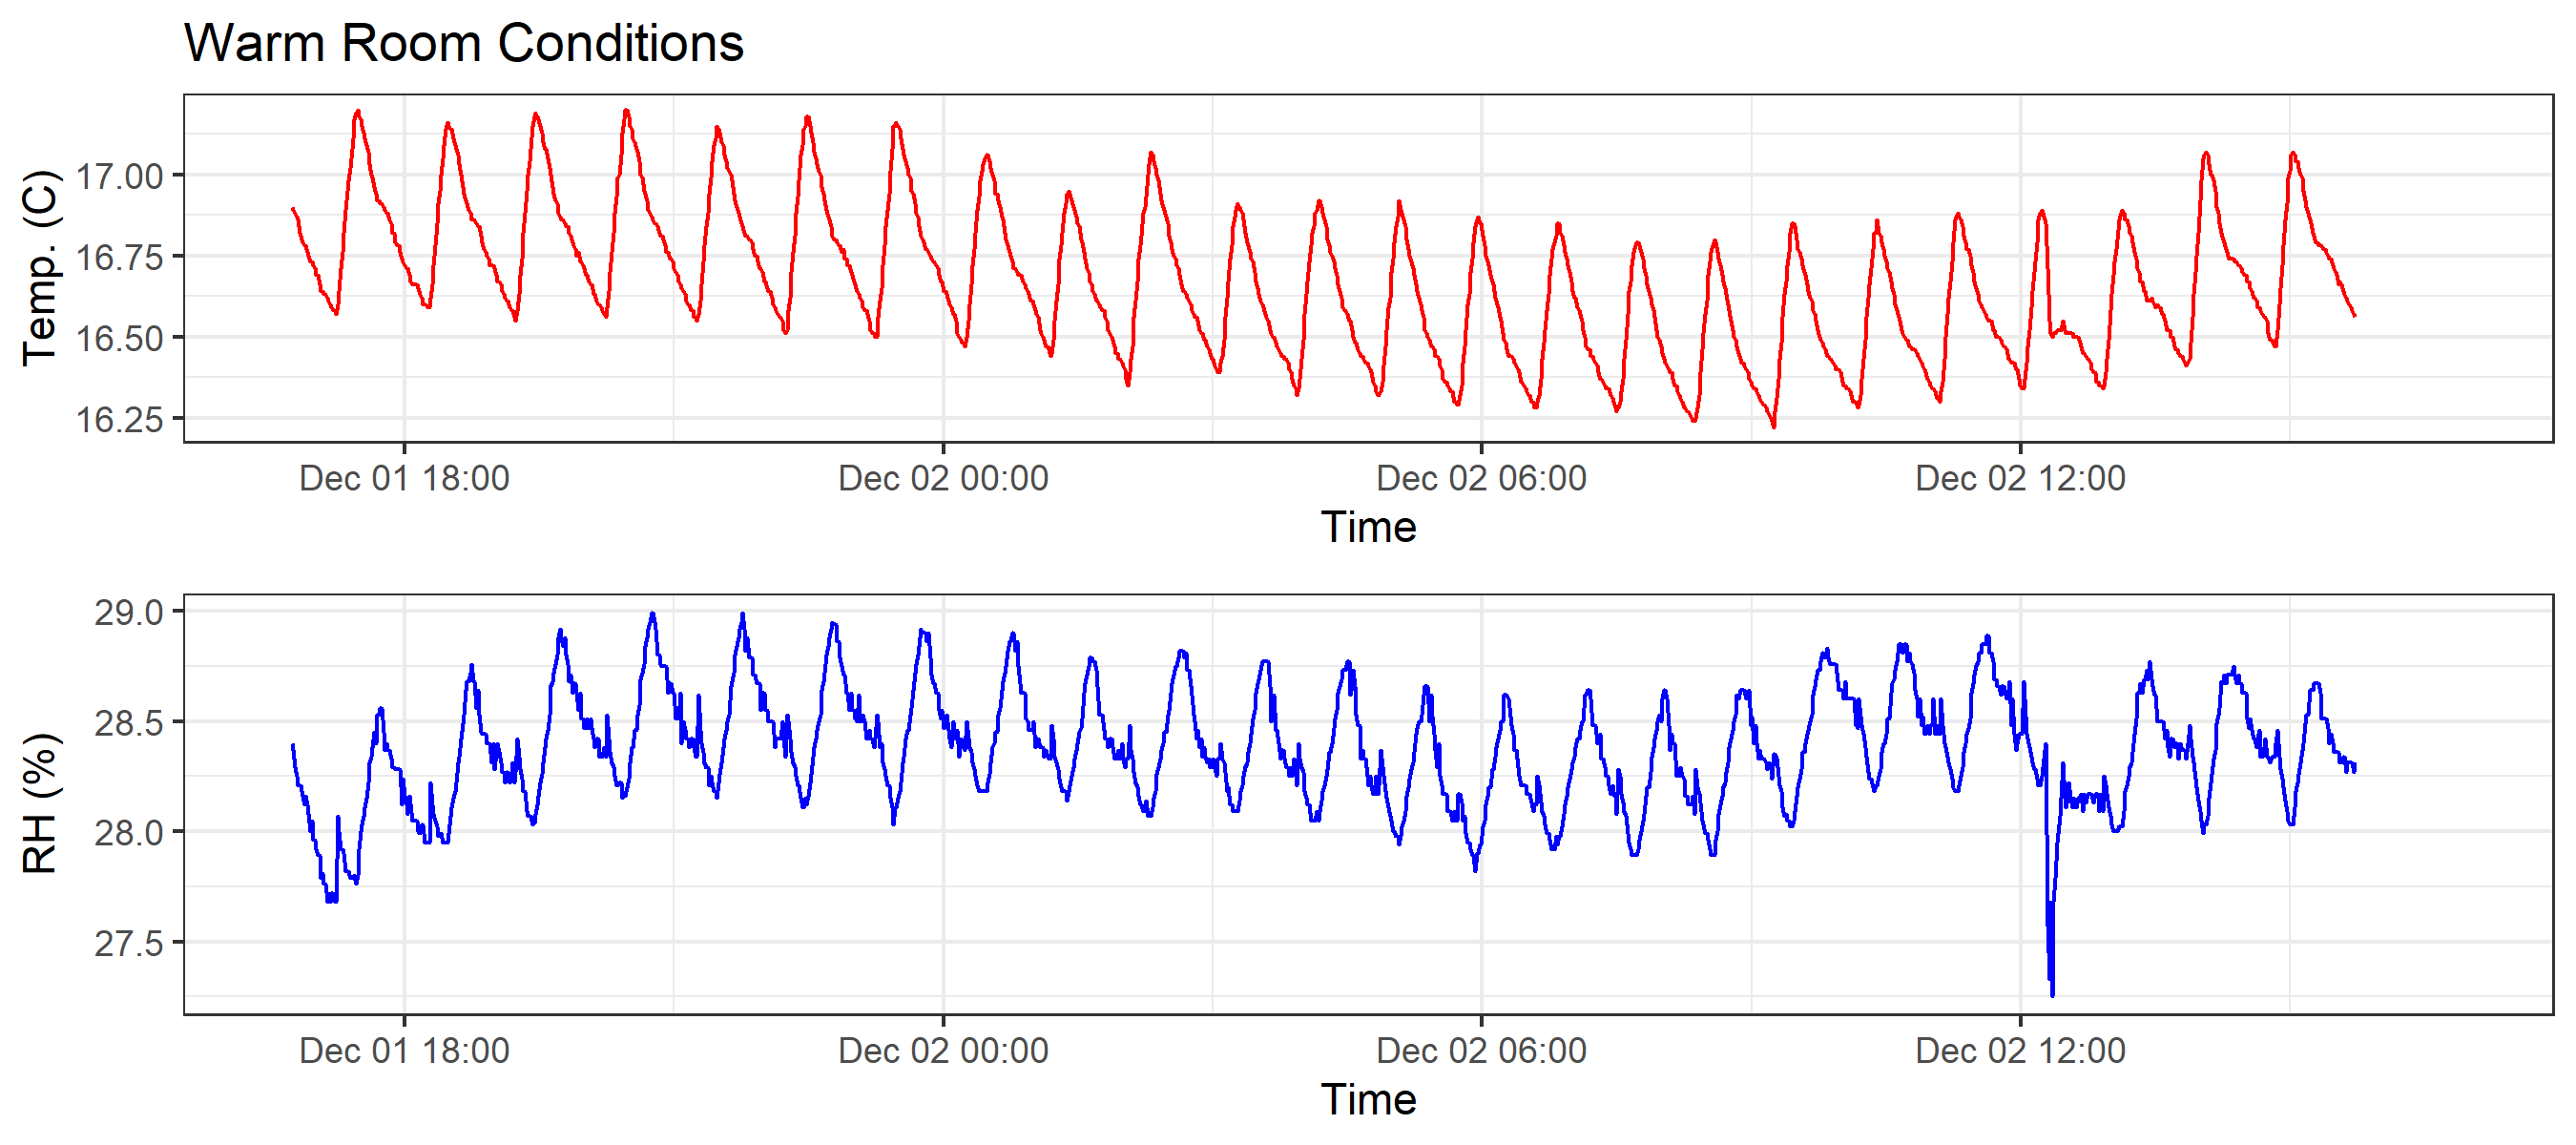 Warm Room Conditions
Temp. (C)
17.00
16.75
16.50
16.25
Dec 01 18:00 Dec 02 00:00 Dec 02 06:00 Dec 02 12:00
Time
RH (%)
29.0
28.5
28.0
27.5
Dec 01 18:00 Dec 02 00:00 Dec 02 06:00 Dec 02 12:00
Time